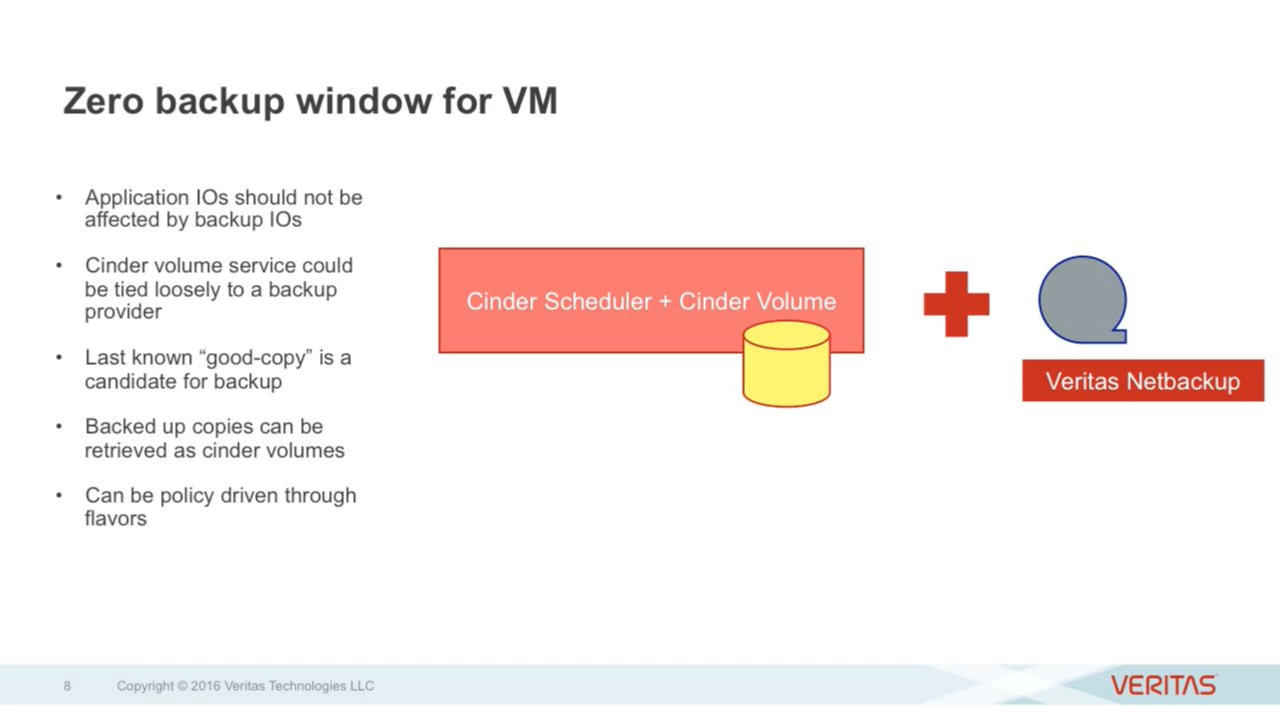 Zero backup window for VM
• Application IOs should not be
affected by backup IOs
• Cinder volume service could
be tied loosely to a backup
provider
• Last known “good-copy” is a
candidate for backup
• Backed up copies can be
retrieved as cinder volumes
• Can be policy driven through
flavors
Cinder Scheduler + Cinder Volume
Veritas Netbackup
8 Copyright © 2016 Veritas Technologies LLC
VERITAS